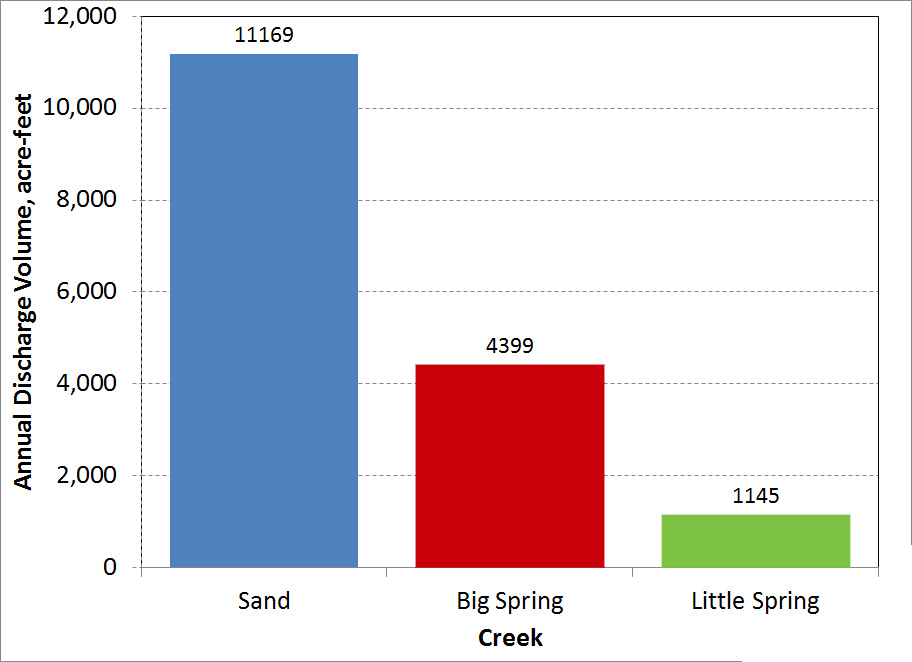 Annual Discharge Volume, acre-feet
12,000
10,000
8,000
6,000
4,000
2,000
0
11169
4399
1145
Sand
Big Spring
Little Spring
Creek